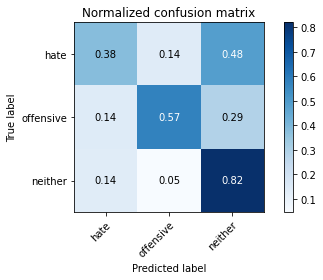 Normalized confusion matrix
True label
hate
0.38 0.14 0.48
offensive
0.14 0.57 0.29
neither
0.14 0.05 0.82
hate offensive neither
Predicted label
0.8
0.7
0.6
0.5
0.4
0.3
0.2
0.1